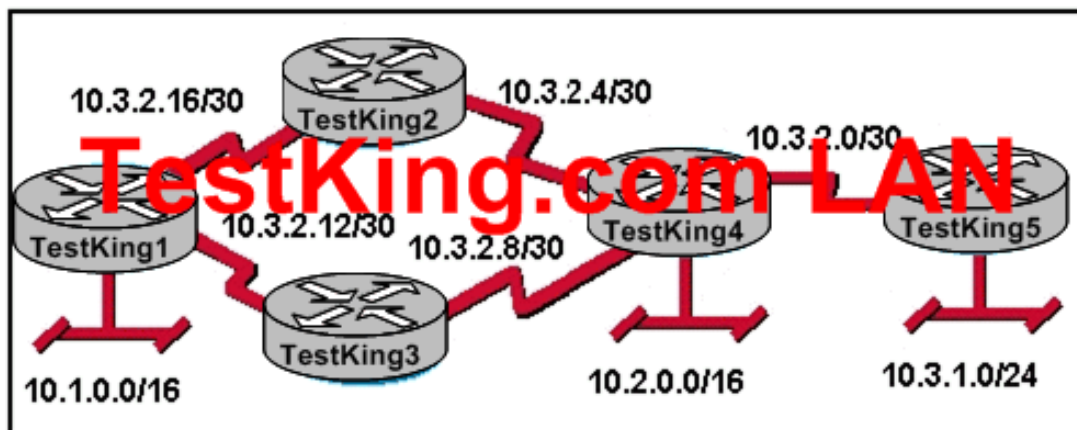 TestKing2
10.3.2.16/30
10.3.2.4/30
10.3.2.0/30
TestKing.com LAN
TestKing1
10.3.2.12/30
10.3.2.8/30
TestKing4
TestKing5
TestKing3
10.1.0.0/16
10.2.0.0/16
10.3.1.0/24